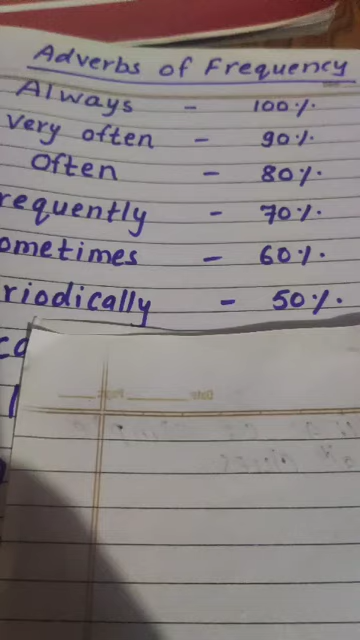 Adverbs of Frequency
Always - 100%.
very often - 90%.
Often - 80%.
requently - 70%.
ometimes - 60%.
riodically - 50%.